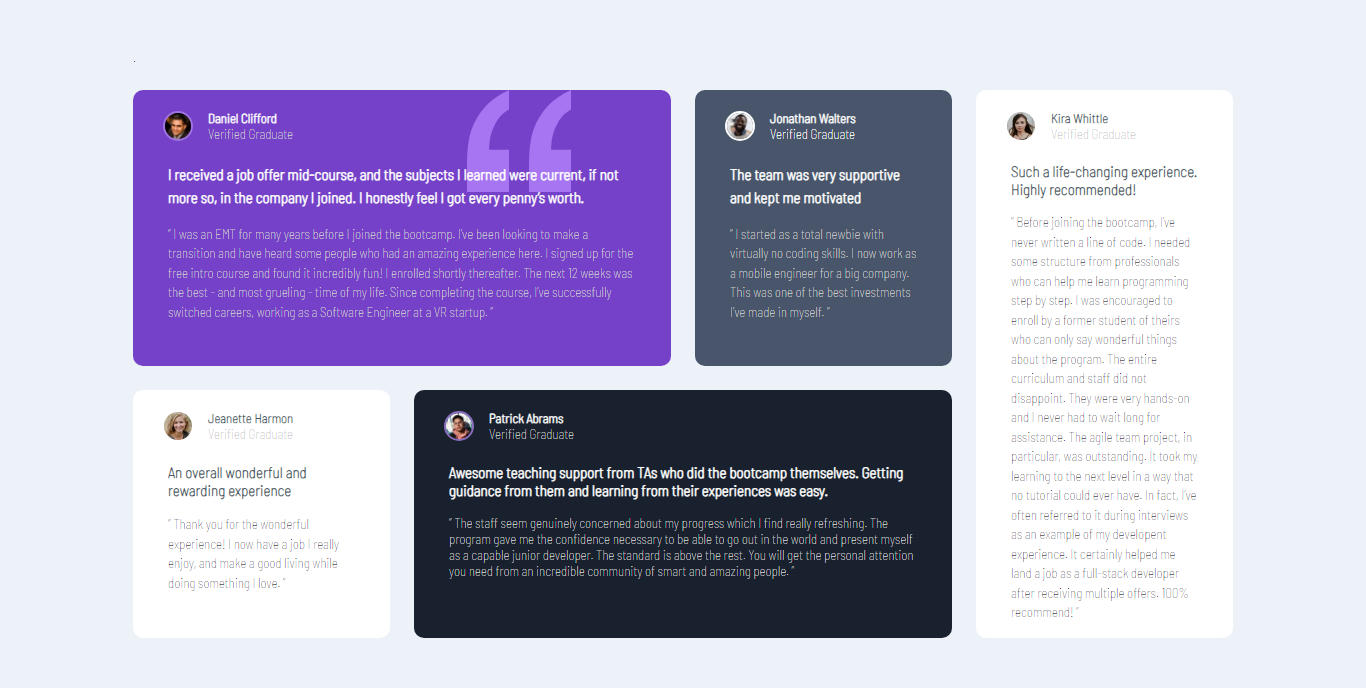 Daniel Clifford
Verified Graduate
I received a job offer mid-course, and the subjects I learned were current, if not
more so, in the company I joined. I honestly feel I got every penny's worth.
" I was an EMT for many years before I joined the bootcamp. I've been looking to make a
transition and have heard some people who had an amazing experience here. I signed up for the
free intro course and found it incredibly fun! I enrolled shortly thereafter. The next 12 weeks was
the best - and most grueling - time of my life. Since completing the course, I've successfully
switched careers, working as a Software Engineer at a VR startup. "
Jonathan Walters
Verified Graduate
The team was very supportive
and kept me motivated
" I started as a total newbie with
virtually no coding skills. I now work as
a mobile engineer for a big company.
This was one of the best investments
I've made in myself. "
Kira Whittle
Verified Graduate
Such a life-changing experience.
Highly recommended!
" Before joining the bootcamp, I've
never written a line of code. I needed
some structure from professionals
who can help me learn programming
step by step. I was encouraged to
enroll by a former student of theirs
who can only say wonderful things
about the program. The entire
curriculum and staff did not
disappoint. They were very hands-on
and I never had to wait long for
assistance. The agile team project, in
particular, was outstanding. It took my
learning to the next level in a way that
no tutorial could ever have. In fact, I've
often referred to it during interviews
as an example of my developent
experience. It certainly helped me
land a job as a full-stack developer
after receiving multiple offers. 100%
recommend! "
Jeanette Harmon
Verified Graduate
An overall wonderful and
rewarding experience
" Thank you for the wonderful
experience! I now have a job I really
enjoy, and make a good living while
doing something I love. "
Patrick Abrams
Verified Graduate
Awesome teaching support from TAs who did the bootcamp themselves. Getting
guidance from them and learning from their experiences was easy.
" The staff seem genuinely concerned about my progress which I find really refreshing. The
program gave me the confidence necessary to be able to go out in the world and present myself
as a capable junior developer. The standard is above the rest. You will get the personal attention
you need from an incredible community of smart and amazing people. "